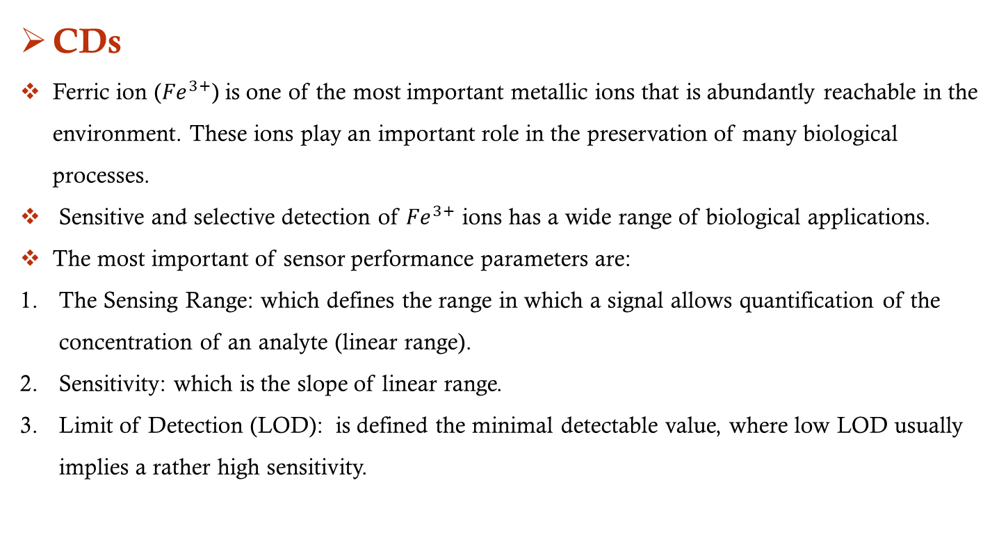 ➢ CDs
❖ Ferric ion (𝐹𝑒³⁺) is one of the most important metallic ions that is abundantly reachable in the
environment. These ions play an important role in the preservation of many biological
processes.
❖ Sensitive and selective detection of 𝐹𝑒³⁺ ions has a wide range of biological applications.
❖ The most important of sensor performance parameters are:
1. The Sensing Range: which defines the range in which a signal allows quantification of the
concentration of an analyte (linear range).
2. Sensitivity: which is the slope of linear range.
3. Limit of Detection (LOD): is defined the minimal detectable value, where low LOD usually
implies a rather high sensitivity.